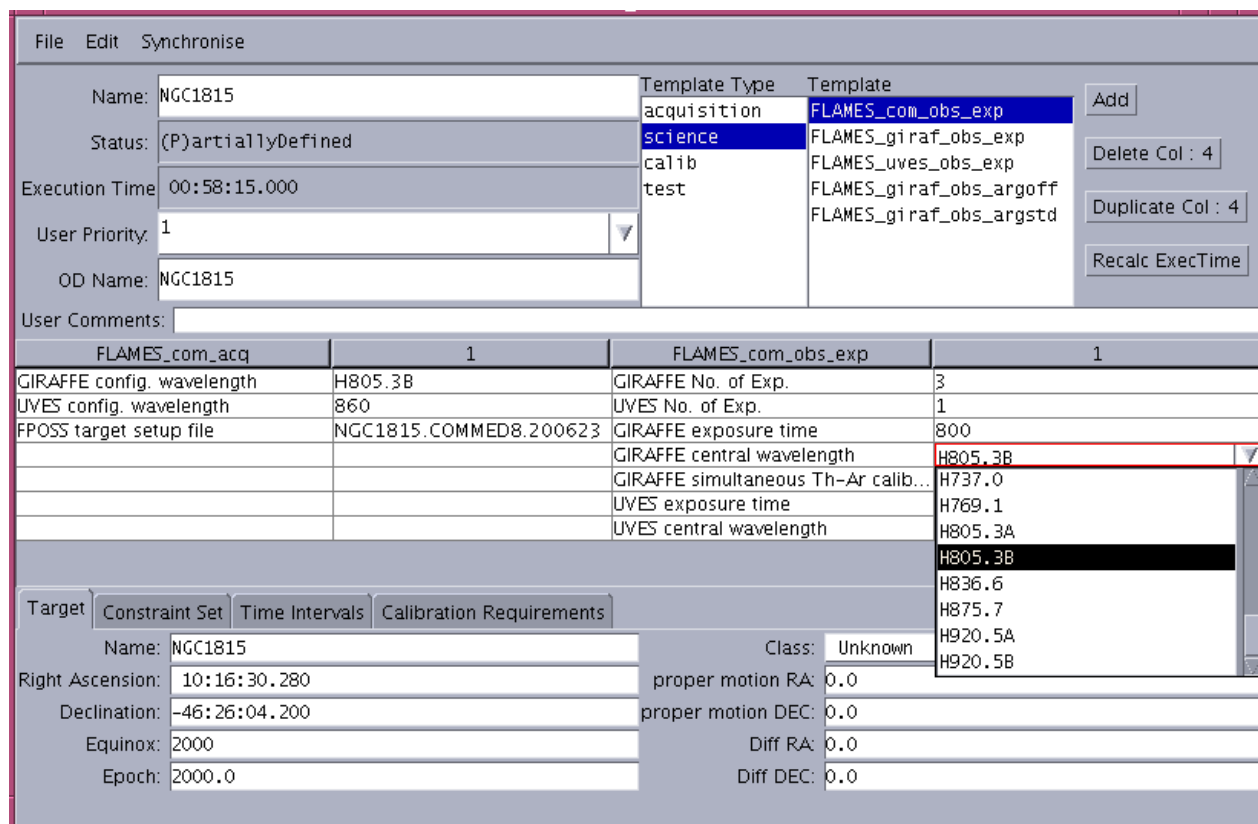 File Edit Synchronise
Name: NGC1815
Status: (P)artiallyDefined
Execution Time 00:58:15.000
User Priority: 1
OD Name: NGC1815
User Comments:
Template Type
acquisition
science
calib
test
Template
FLAMES_com_obs_exp
FLAMES_giraf_obs_exp
FLAMES_uves_obs_exp
FLAMES_giraf_obs_argoff
FLAMES_giraf_obs_argstd
Add
Delete Col : 4
Duplicate Col : 4
Recalc ExecTime
FLAMES_com_acq 1 FLAMES_com_obs_exp 1
GIRAFFE config. wavelength H805.3B GIRAFFE No. of Exp. 3
UVES config. wavelength 860 UVES No. of Exp. 1
FPOSS target setup file NGC1815.COMMED8.200623 GIRAFFE exposure time 800
GIRAFFE central wavelength H805.3B
GIRAFFE simultaneous Th-Ar calib...
UVES exposure time
UVES central wavelength
H737.0
H769.1
H805.3A
H805.3B
H836.6
H875.7
H920.5A
H920.5B
Target Constraint Set Time Intervals Calibration Requirements
Name: NGC1815
Right Ascension: 10:16:30.280
Declination: -46:26:04.200
Equinox: 2000
Epoch: 2000.0
Class: Unknown
proper motion RA: 0.0
proper motion DEC: 0.0
Diff RA: 0.0
Diff DEC: 0.0